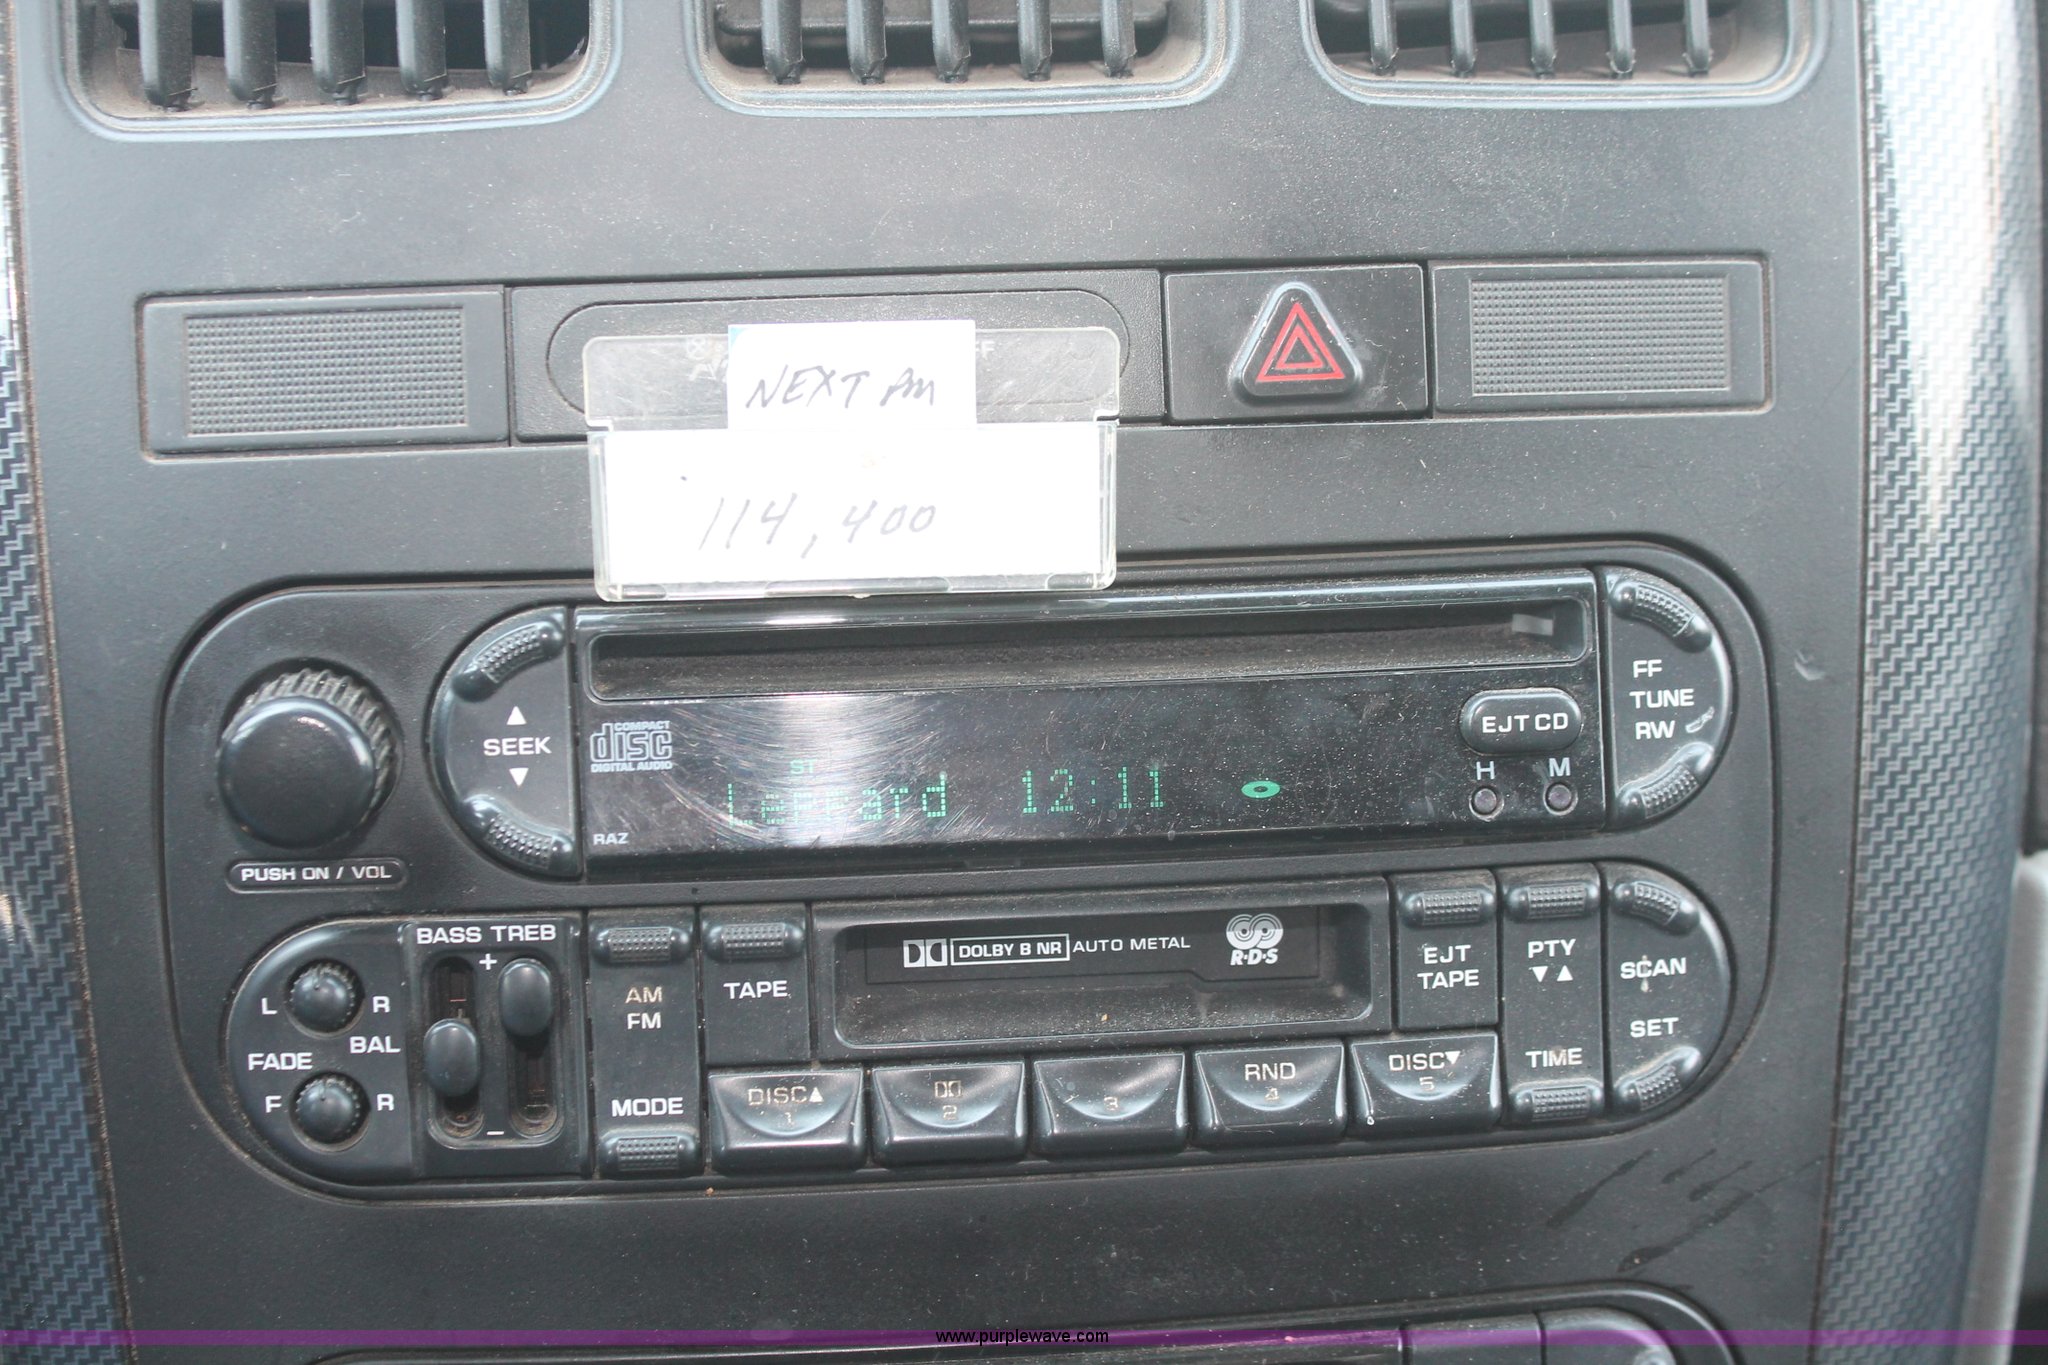 NEXT AM
114,400
FF
TUNE
RW
SEEK
COMPACT
disc
DIGITAL AUDIO
EJT CD
H M
ST
Leppard 12:11
RAZ
PUSH ON / VOL
BASS TREB
+
L R
BAL
FADE
F R
−
AM
FM
MODE
TAPE
DOLBY B NR AUTO METAL
R·D·S
EJT
TAPE
PTY
▼ ▲
TIME
SCAN
SET
DISC▲
1
2
3
RND
4
DISC▼
5
www.purplewave.com